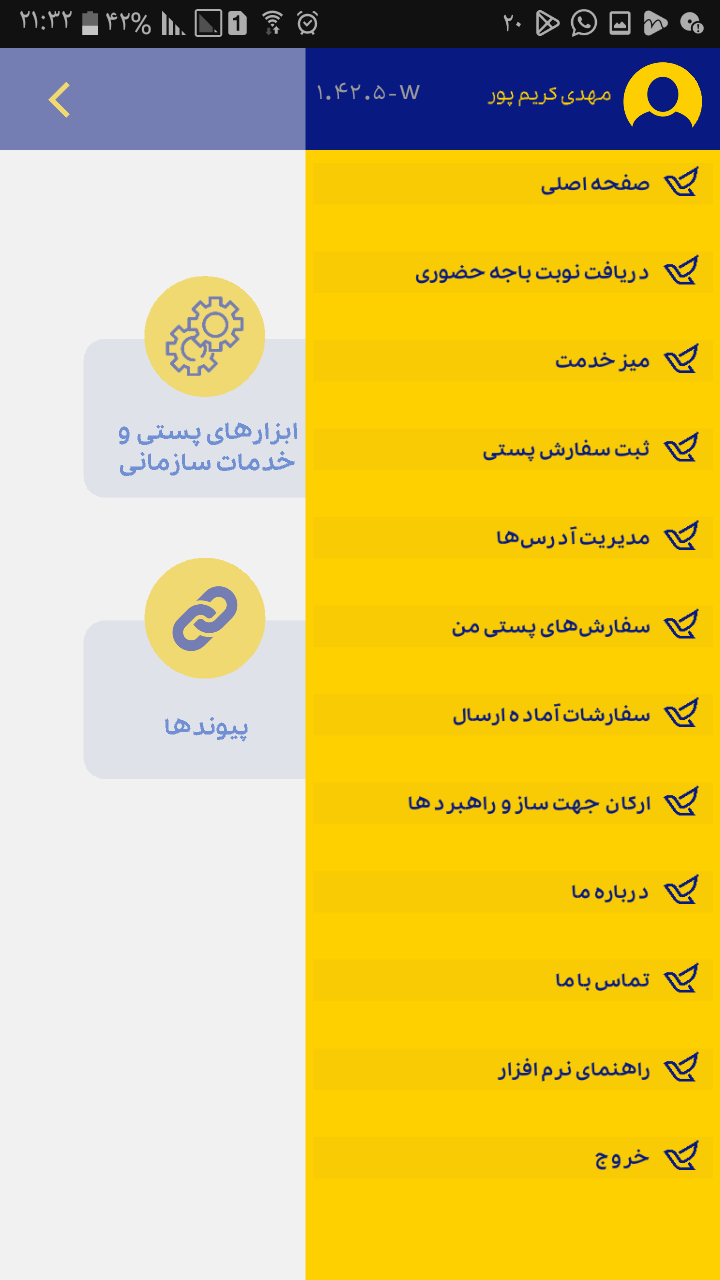 ۲۱:۳۲ ۴۲% 1 ۲۰
مهدی کریم پور
۱.۴۲.۵-W
صفحه اصلی
دریافت نوبت باجه حضوری
میز خدمت
ثبت سفارش پستی
مدیریت آدرس‌ها
سفارش‌های پستی من
سفارشات آماده ارسال
ارکان جهت ساز و راهبرد ها
درباره ما
تماس با ما
راهنمای نرم افزار
خروج
ابزارهای پستی و
خدمات سازمانی
پیوندها